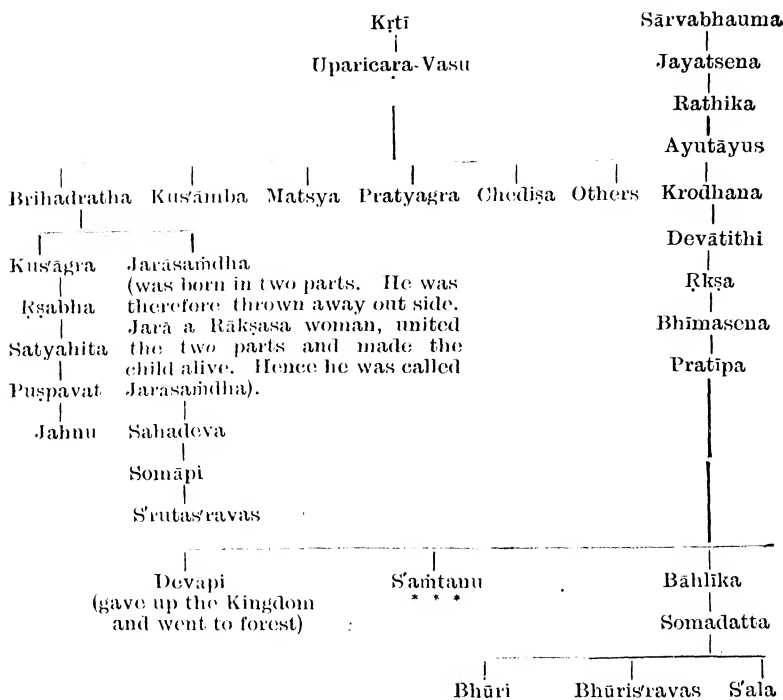 Kṛtī Sārvabhauma
Uparicara-Vasu Jayatsena
Rathika
Ayutāyus
Brihadratha Kus'āmba Matsya Pratyagra Chediṣa Others Krodhana
Devātithi
Kus'āgra Jarāsaṁdha Ṛkṣa
(was born in two parts. He was
Ṛṣabha therefore thrown away out side. Bhīmasena
Jarā a Rākṣasa woman, united
Satyahita the two parts and made the Pratīpa
child alive. Hence he was called
Puṣpavat Jarasaṁdha).
Jahnu Sahadeva
Somāpi
S'rutas'ravas
Devapi S'aṁtanu Bāhlīka
(gave up the Kingdom * * *
and went to forest) Somadatta
Bhūri Bhūris'ravas S'ala